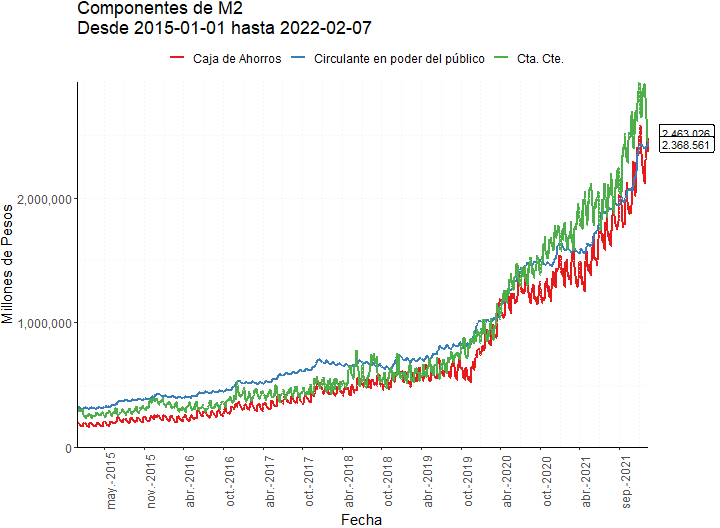 Componentes de M2
Desde 2015-01-01 hasta 2022-02-07
Caja de Ahorros Circulante en poder del público Cta. Cte.
2.463.026
2.368.561
2,000,000
1,000,000
0
Millones de Pesos
may.-2015 nov.-2015 abr.-2016 oct.-2016 abr.-2017 oct.-2017 abr.-2018 oct.-2018 abr.-2019 oct.-2019 abr.-2020 oct.-2020 abr.-2021 sep.-2021
Fecha